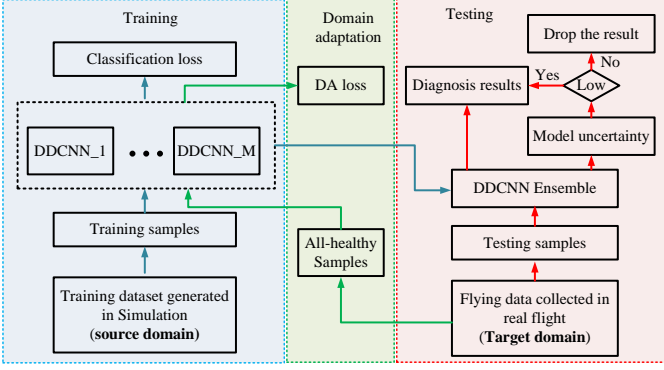 Training
Classification loss
DDCNN_1
DDCNN_M
Training samples
Training dataset generated
in Simulation
(source domain)
Domain
adaptation
DA loss
All-healthy
Samples
Testing
Drop the result
No
Yes
Low
Diagnosis results
Model uncertainty
DDCNN Ensemble
Testing samples
Flying data collected in
real flight
(Target domain)